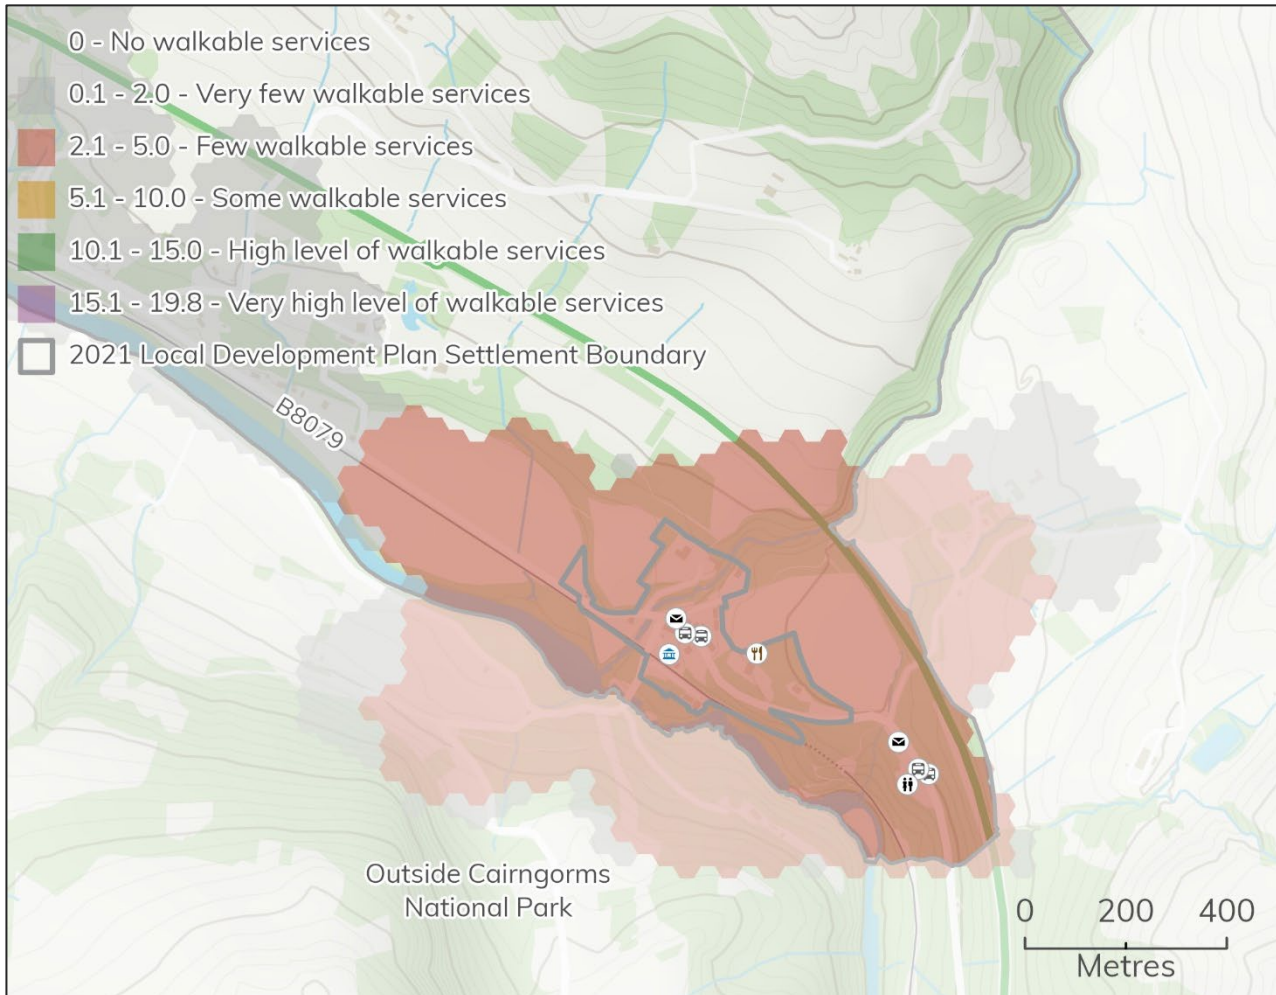 0 - No walkable services
0.1 - 2.0 - Very few walkable services
2.1 - 5.0 - Few walkable services
5.1 - 10.0 - Some walkable services
10.1 - 15.0 - High level of walkable services
15.1 - 19.8 - Very high level of walkable services
2021 Local Development Plan Settlement Boundary
B8079
Outside Cairngorms
National Park
0 200 400
Metres